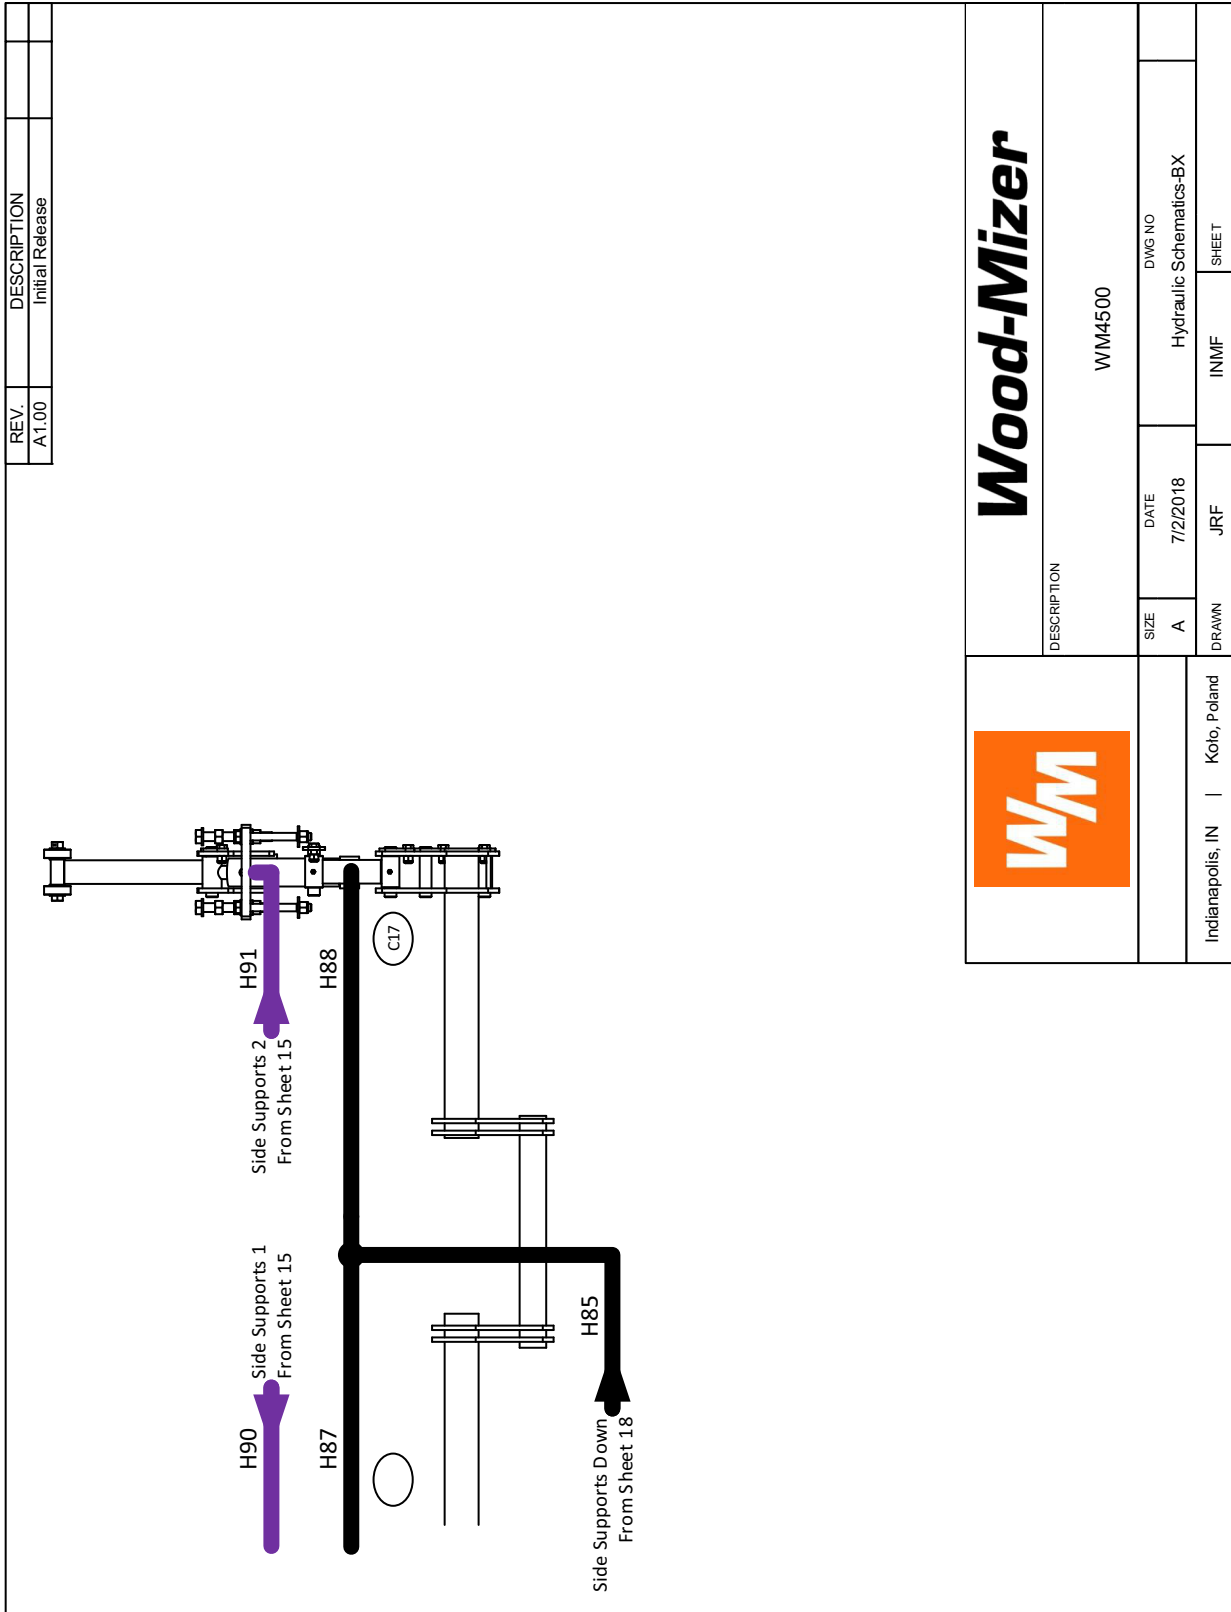 REV. DESCRIPTION
A1.00 Initial Release
H90
Side Supports 1
From Sheet 15
Side Supports 2
From Sheet 15
H91
H87
H88
C17
H85
Side Supports Down
From Sheet 18
WM
Wood-Mizer
DESCRIPTION
WM4500
SIZE DATE DWG NO
A 7/2/2018 Hydraulic Schematics-BX
Indianapolis, IN | Koło, Poland
DRAWN JRF INMF SHEET